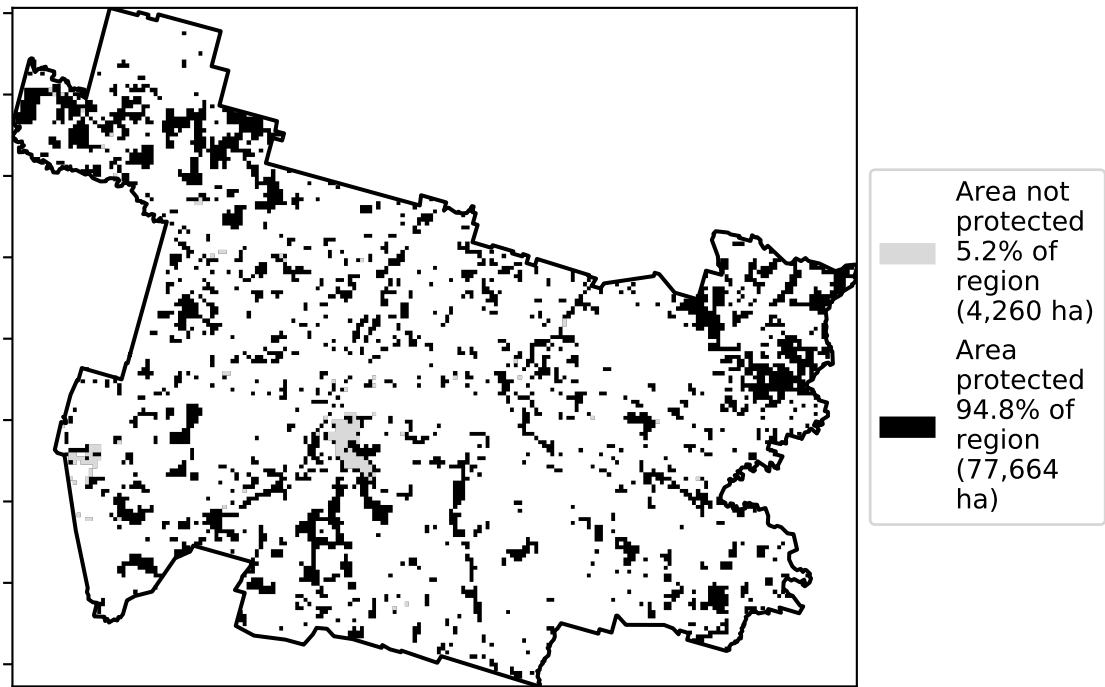 Area not
protected
5.2% of
region
(4,260 ha)
Area
protected
94.8% of
region
(77,664
ha)